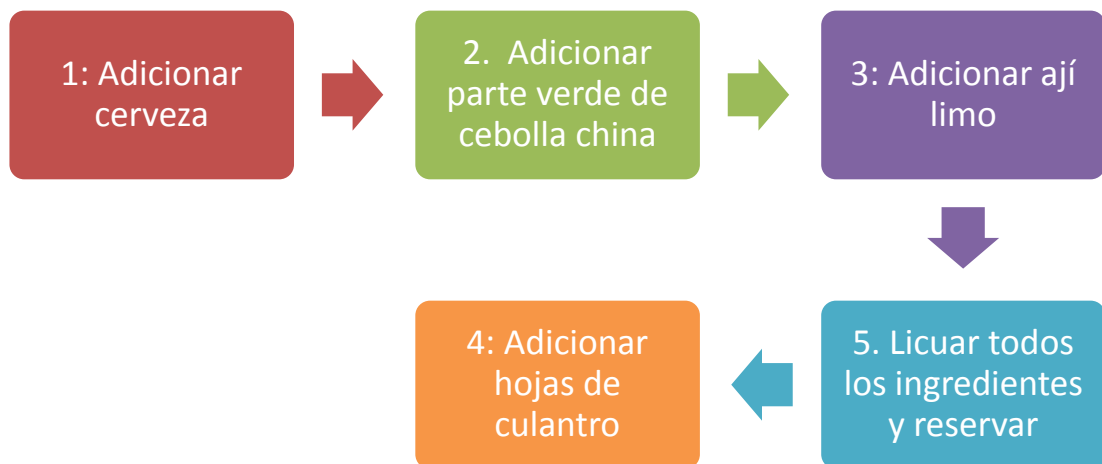 1: Adicionar
cerveza
2.  Adicionar
parte verde de
cebolla china
3: Adicionar ají
limo
5. Licuar todos
los ingredientes
y reservar
4: Adicionar
hojas de
culantro